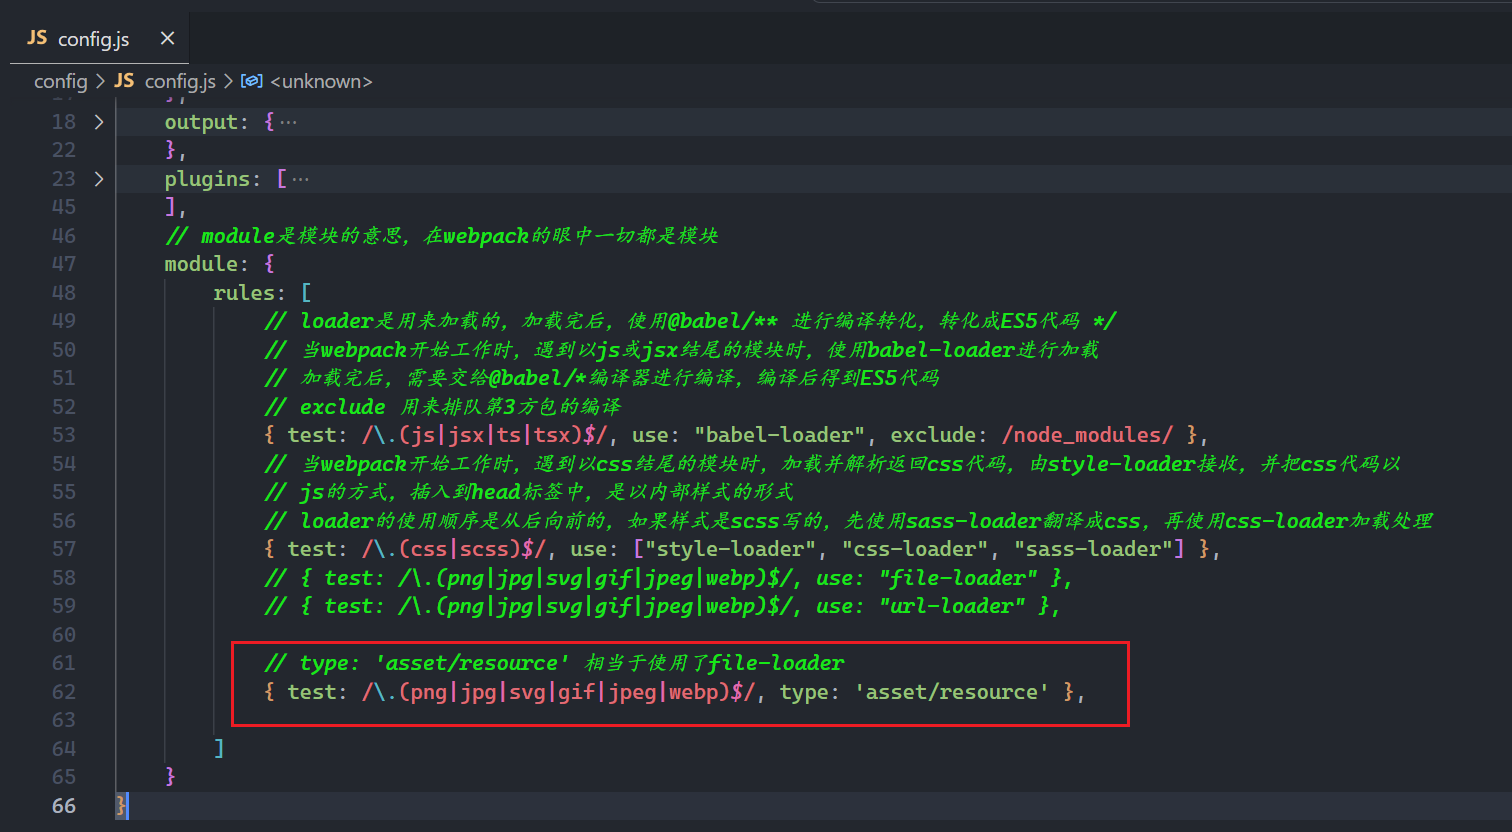 JS config.js ×
config > JS config.js > <unknown>
18 > output: {···
22 },
23 > plugins: [···
45 ],
46 // module是模块的意思，在webpack的眼中一切都是模块
47 module: {
48 rules: [
49 // loader是用来加载的，加载完后，使用@babel/** 进行编译转化，转化成ES5代码 */
50 // 当webpack开始工作时，遇到以js或jsx结尾的模块时，使用babel-loader进行加载
51 // 加载完后，需要交给@babel/*编译器进行编译，编译后得到ES5代码
52 // exclude 用来排队第3方包的编译
53 { test: /\.(js|jsx|ts|tsx)$/, use: "babel-loader", exclude: /node_modules/ },
54 // 当webpack开始工作时，遇到以css结尾的模块时，加载并解析返回css代码，由style-loader接收，并把css代码以
55 // js的方式，插入到head标签中，是以内部样式的形式
56 // loader的使用顺序是从后向前的，如果样式是scss写的，先使用sass-loader翻译成css，再使用css-loader加载处理
57 { test: /\.(css|scss)$/, use: ["style-loader", "css-loader", "sass-loader"] },
58 // { test: /\.(png|jpg|svg|gif|jpeg|webp)$/, use: "file-loader" },
59 // { test: /\.(png|jpg|svg|gif|jpeg|webp)$/, use: "url-loader" },
60
61 // type: 'asset/resource' 相当于使用了file-loader
62 { test: /\.(png|jpg|svg|gif|jpeg|webp)$/, type: 'asset/resource' },
63
64 ]
65 }
66 }